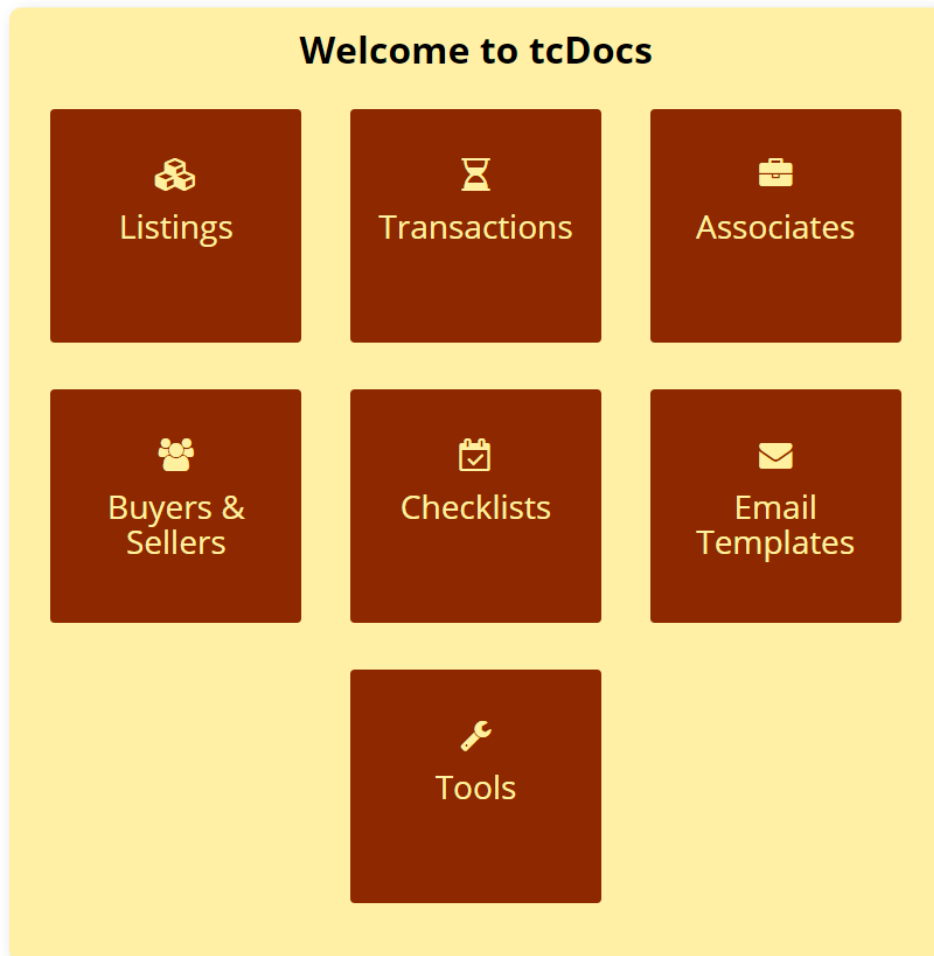 Welcome to tcDocs
Listings
Transactions
Associates
Buyers &
Sellers
Checklists
Email
Templates
Tools